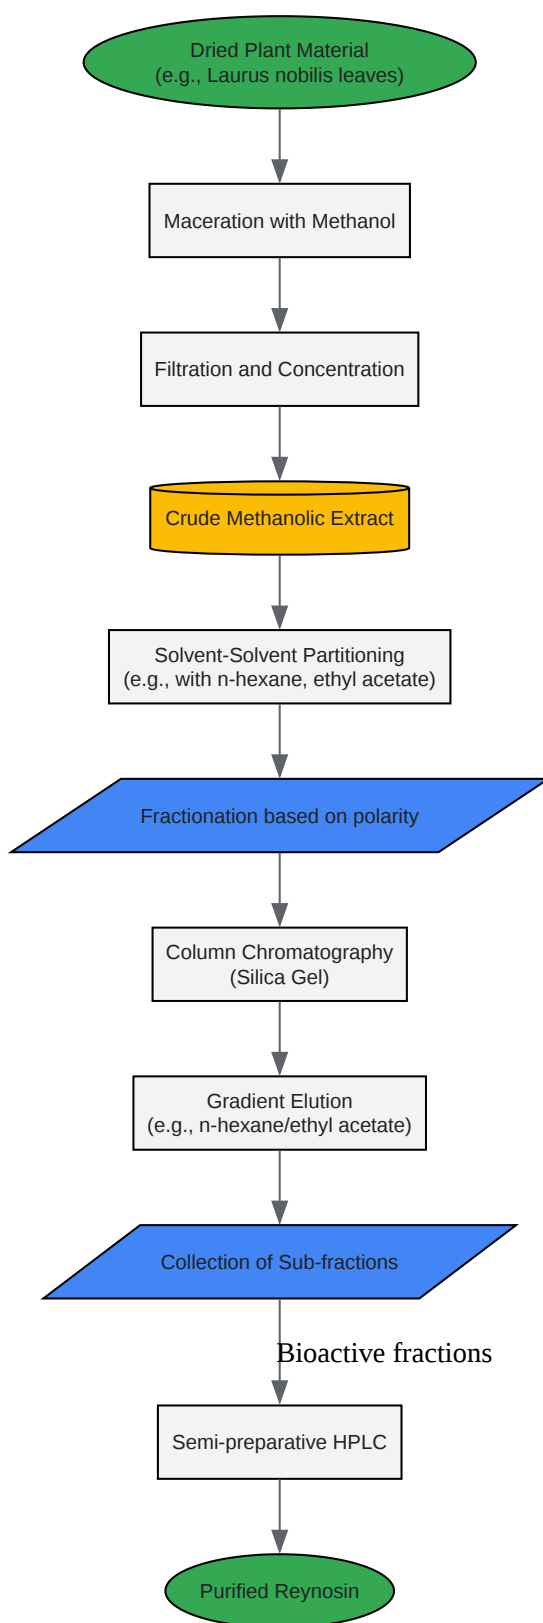 Dried Plant Material
(e.g., Laurus nobilis leaves)
Maceration with Methanol
Filtration and Concentration
Crude Methanolic Extract
Solvent-Solvent Partitioning
(e.g., with n-hexane, ethyl acetate)
Fractionation based on polarity
Column Chromatography
(Silica Gel)
Gradient Elution
(e.g., n-hexane/ethyl acetate)
Collection of Sub-fractions
Bioactive fractions
Semi-preparative HPLC
Purified Reynosin